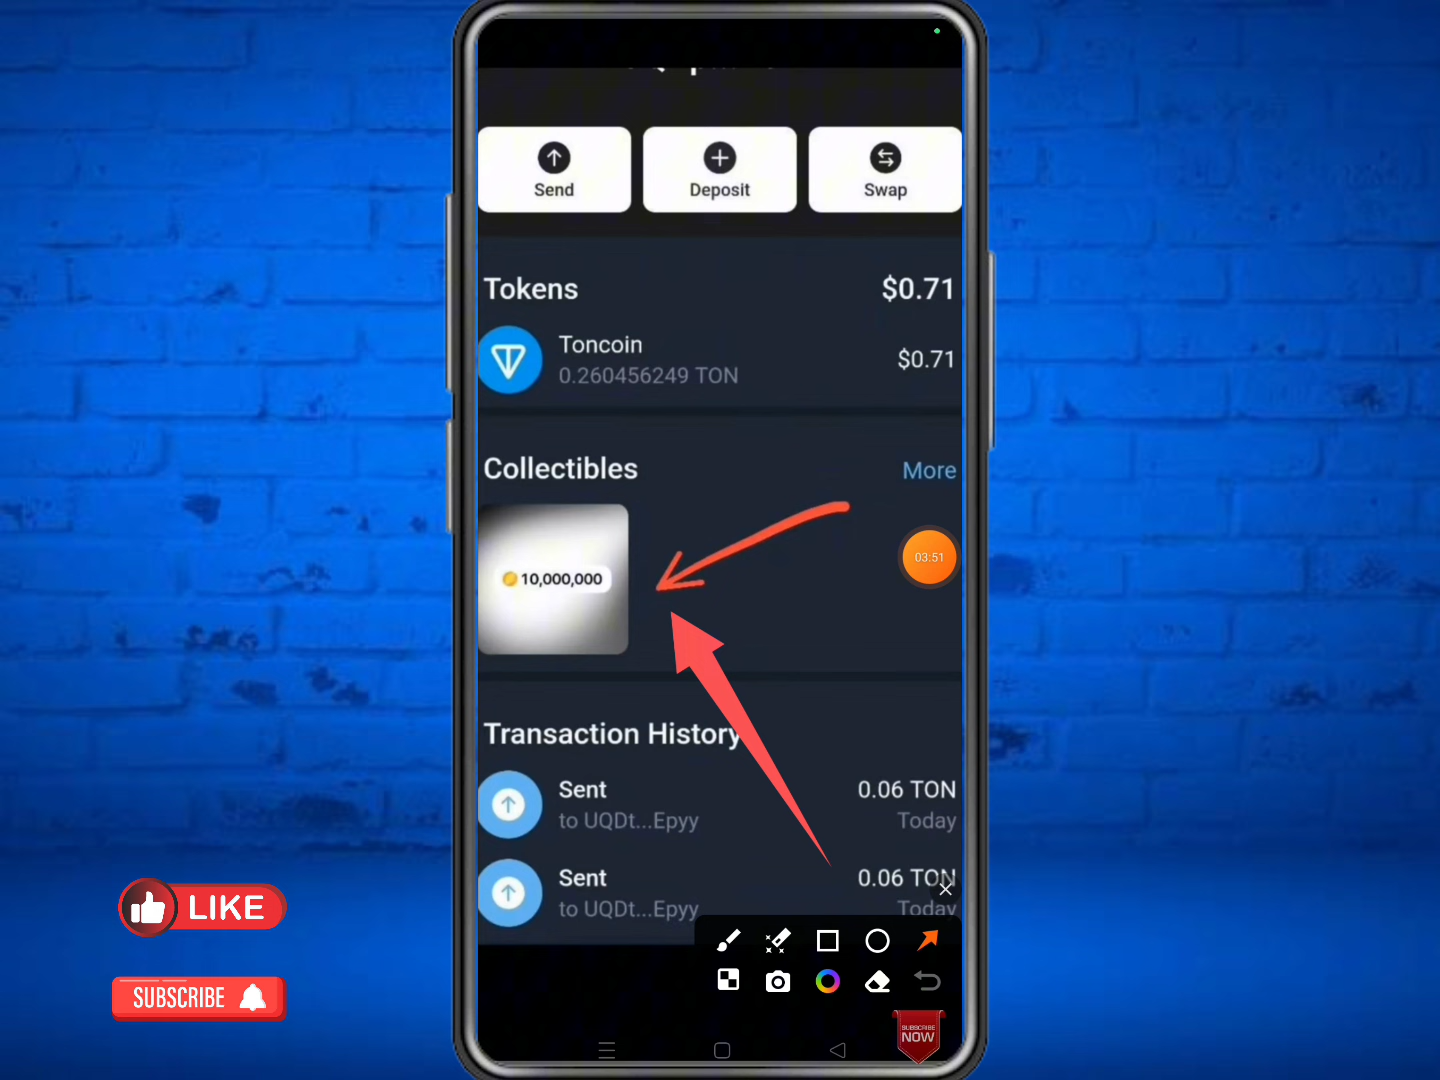 Send
Deposit
Swap
Tokens
$0.71
Toncoin
0.260456249 TON
$0.71
Collectibles
More
10,000,000
03:51
Transaction History
Sent
0.06 TON
to UQDt...Epyy
Today
Sent
0.06 TON
to UQDt...Epyy
Today
LIKE
SUBSCRIBE
SUBSCRIBE
NOW